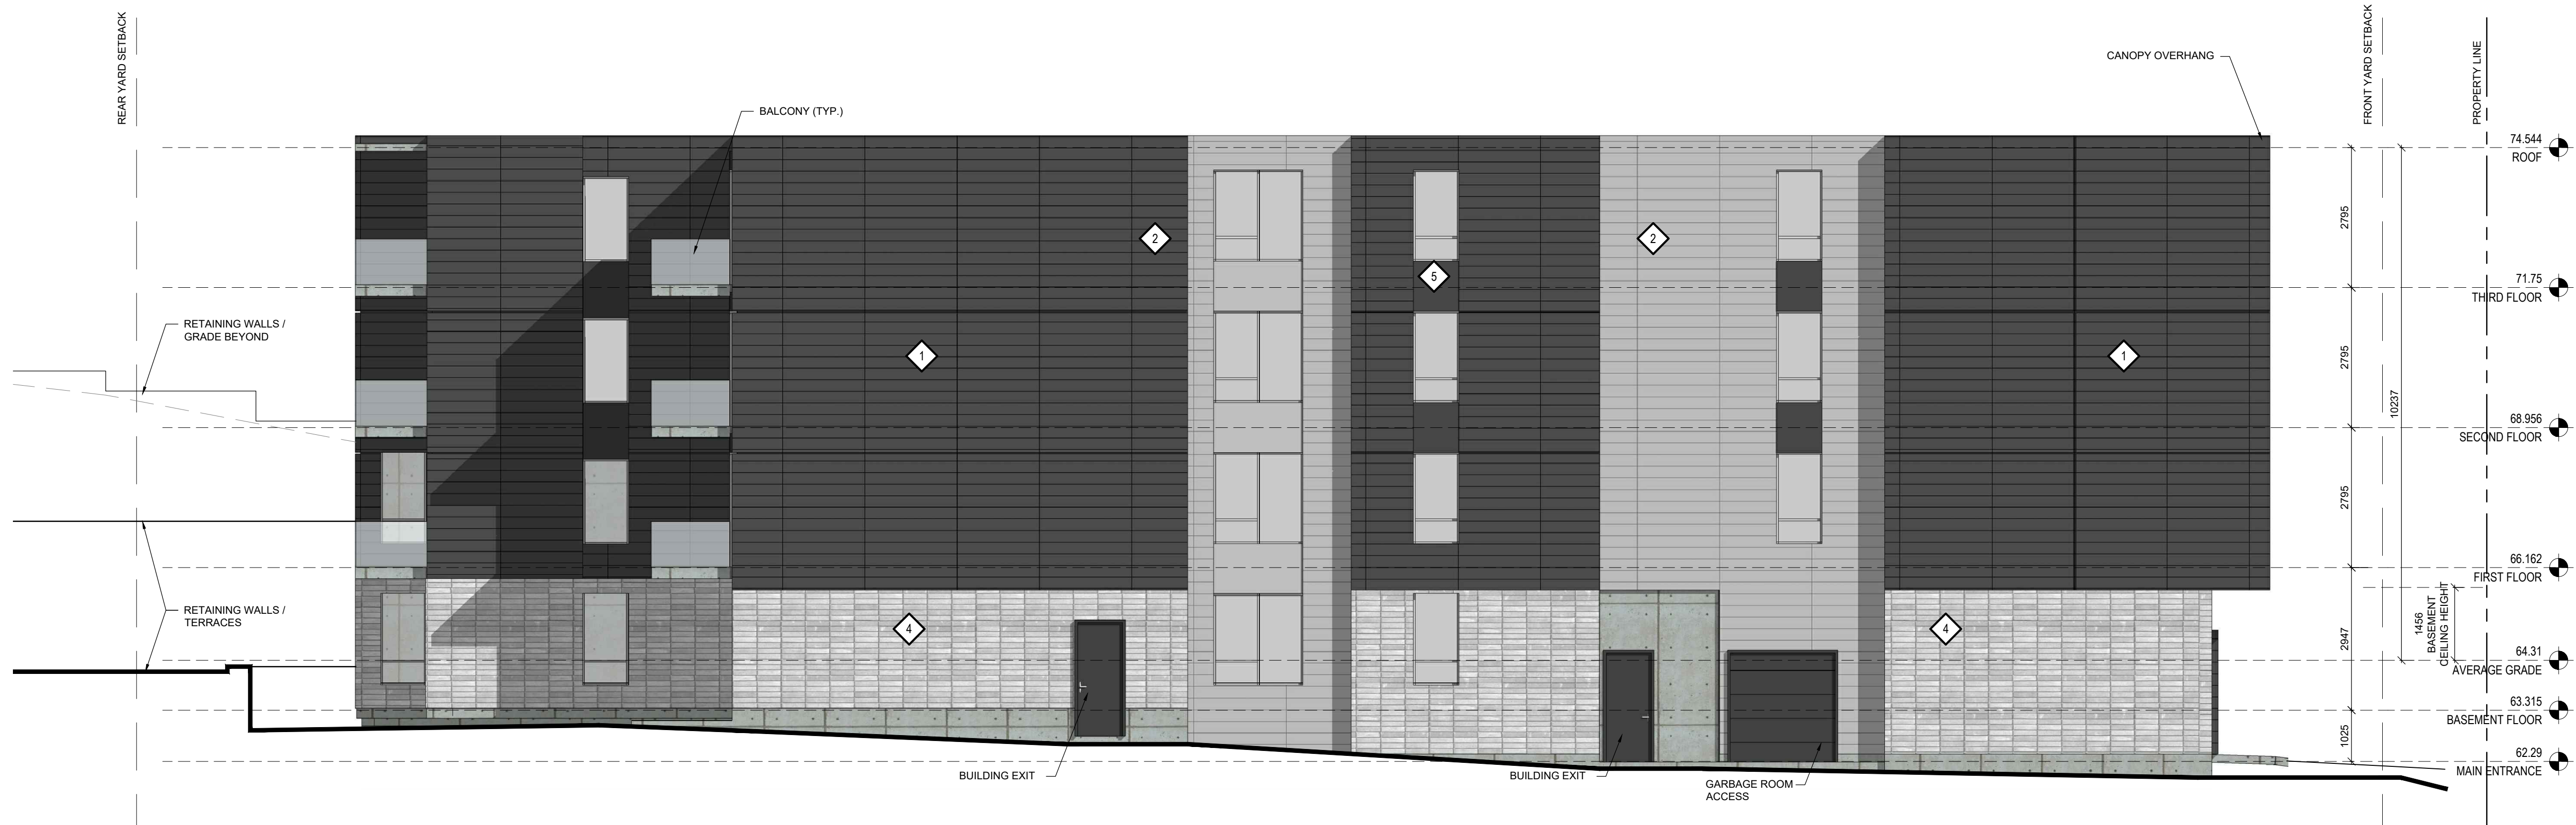 REAR YARD SETBACK
FRONT YARD SETBACK
PROPERTY LINE
CANOPY OVERHANG
BALCONY (TYP.)
74.544
ROOF
2795
2
2
5
71.75
THIRD FLOOR
RETAINING WALLS /
GRADE BEYOND
1
1
2795
10237
68.956
SECOND FLOOR
2795
66.162
FIRST FLOOR
RETAINING WALLS /
TERRACES
4
4
2947
1456
BASEMENT
CEILING HEIGHT
64.31
AVERAGE GRADE
63.315
BASEMENT FLOOR
1025
62.29
MAIN ENTRANCE
BUILDING EXIT
BUILDING EXIT
GARBAGE ROOM
ACCESS